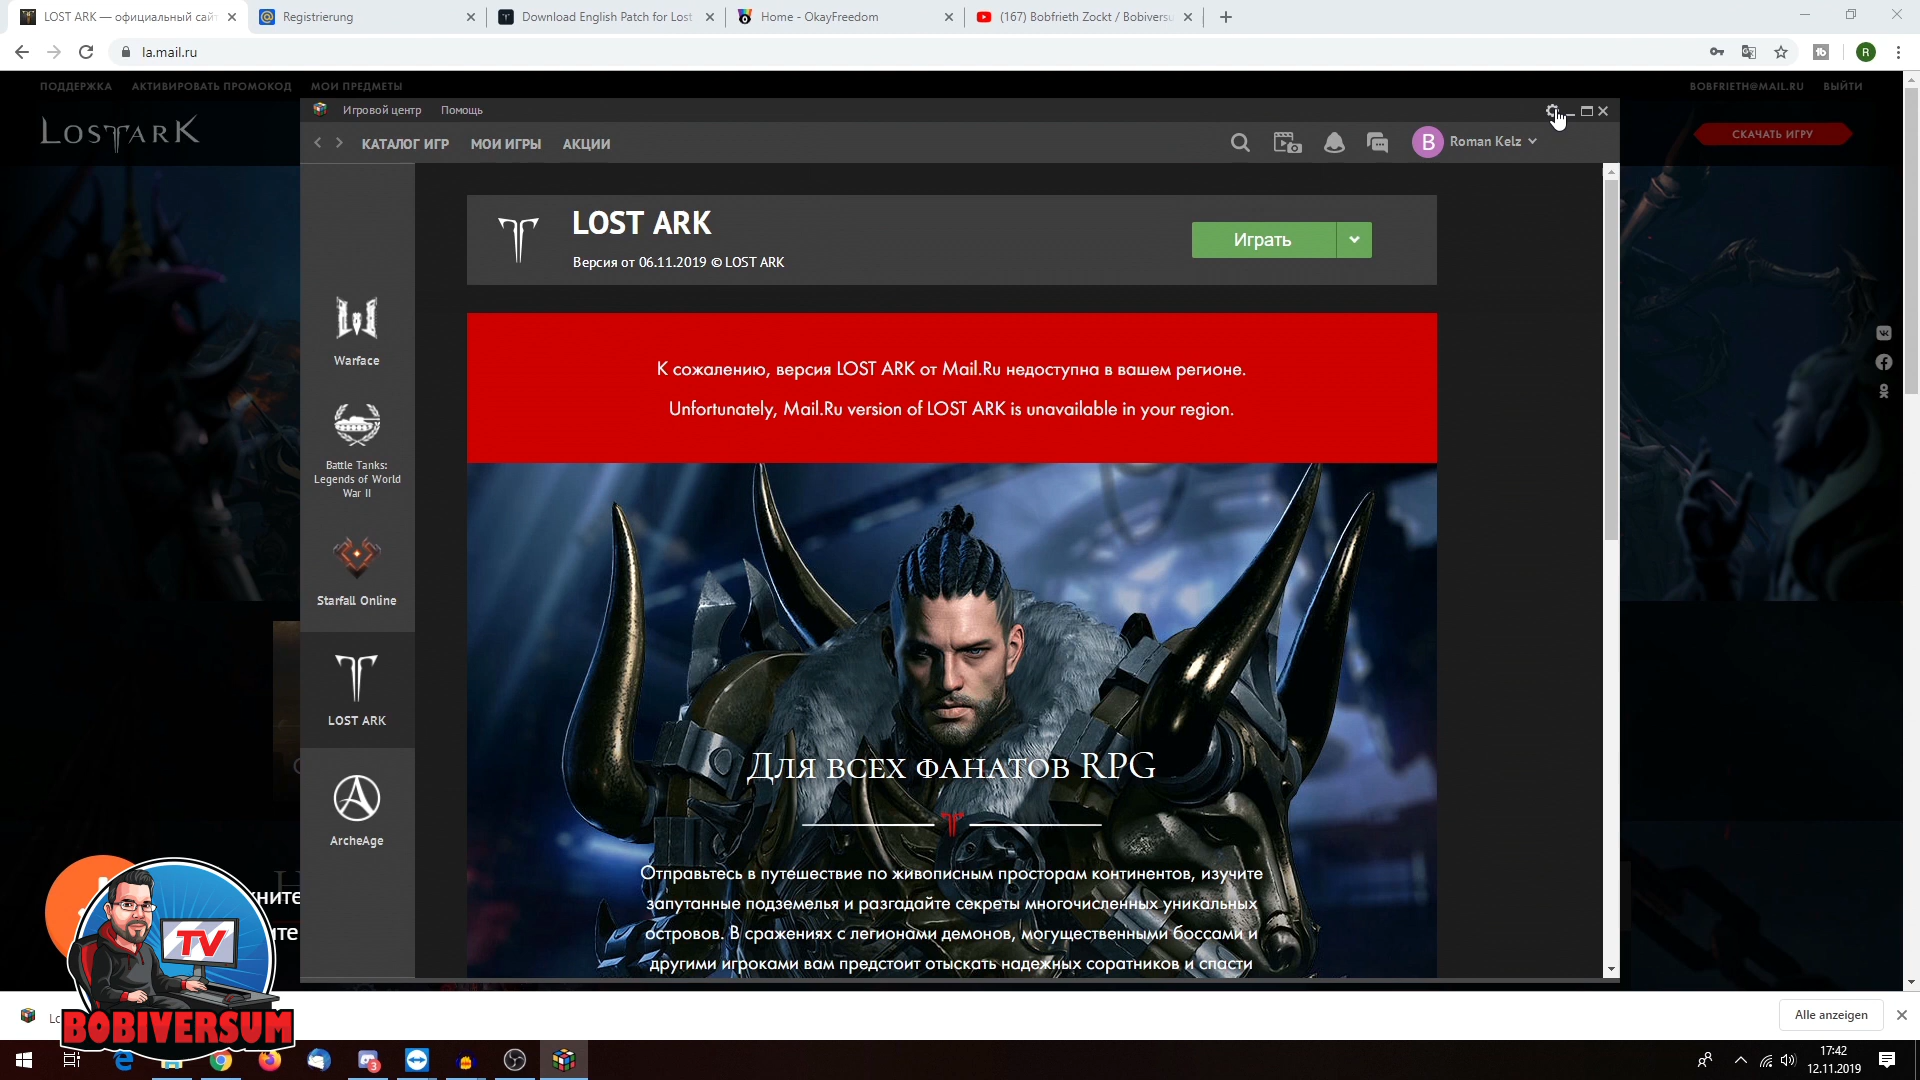 LOST ARK — официальный сайт
Registrierung
Download English Patch for Lost
Home - OkayFreedom
(167) Bobfrieth Zockt / Bobiversu
la.mail.ru
R
ПОДДЕРЖКА АКТИВИРОВАТЬ ПРОМОКОД МОИ ПРЕДМЕТЫ
BOBFRIETH@MAIL.RU ВЫЙТИ
LOST ARK
СКАЧАТЬ ИГРУ
Игровой центр Помощь
КАТАЛОГ ИГР МОИ ИГРЫ АКЦИИ
B Roman Kelz
LOST ARK
Играть
Версия от 06.11.2019 © LOST ARK
К сожалению, версия LOST ARK от Mail.Ru недоступна в вашем регионе.
Unfortunately, Mail.Ru version of LOST ARK is unavailable in your region.
Warface
Battle Tanks:
Legends of World
War II
Starfall Online
LOST ARK
ArcheAge
Для всех фанатов RPG
Отправьтесь в путешествие по живописным просторам континентов, изучите
запутанные подземелья и разгадайте секреты многочисленных уникальных
островов. В сражениях с легионами демонов, могущественными боссами и
другими игроками вам предстоит отыскать надежных соратников и спасти
TV
BOBIVERSUM
Alle anzeigen
3
17:42
12.11.2019